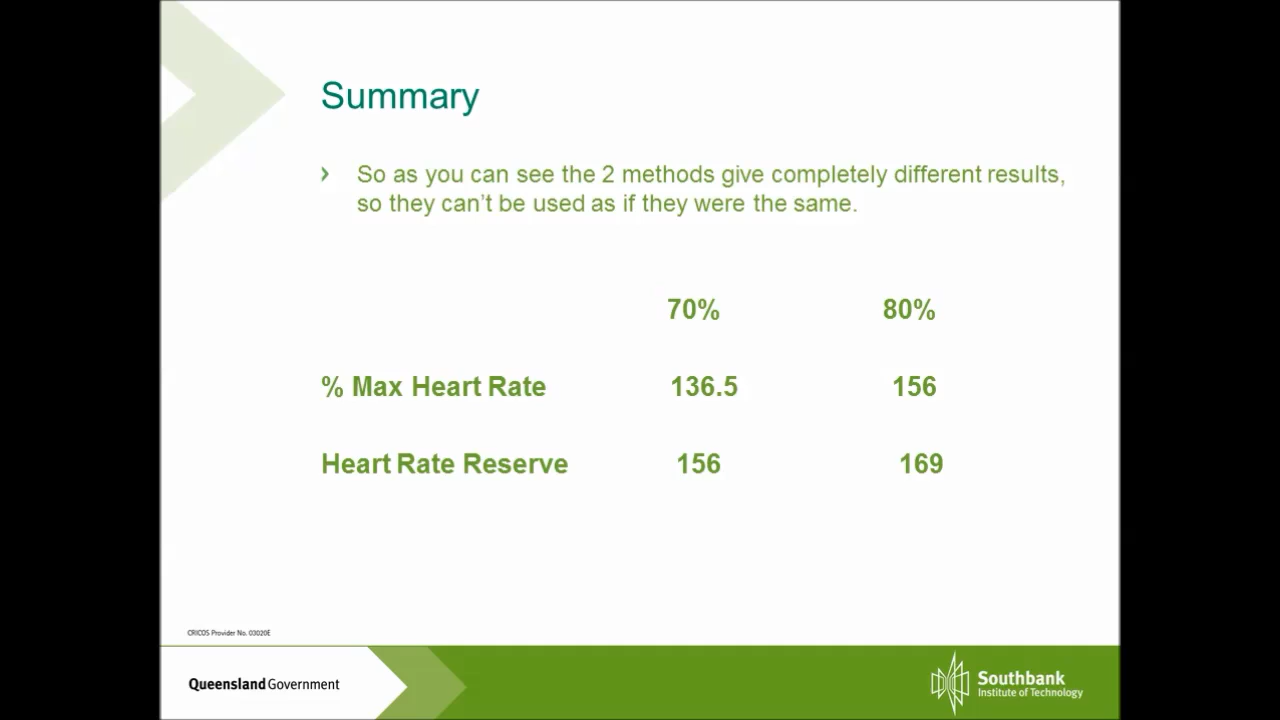 Summary
› So as you can see the 2 methods give completely different results,
so they can't be used as if they were the same.
70% 80%
% Max Heart Rate 136.5 156
Heart Rate Reserve 156 169
CRICOS Provider No. 03020E
Queensland Government
Southbank
Institute of Technology